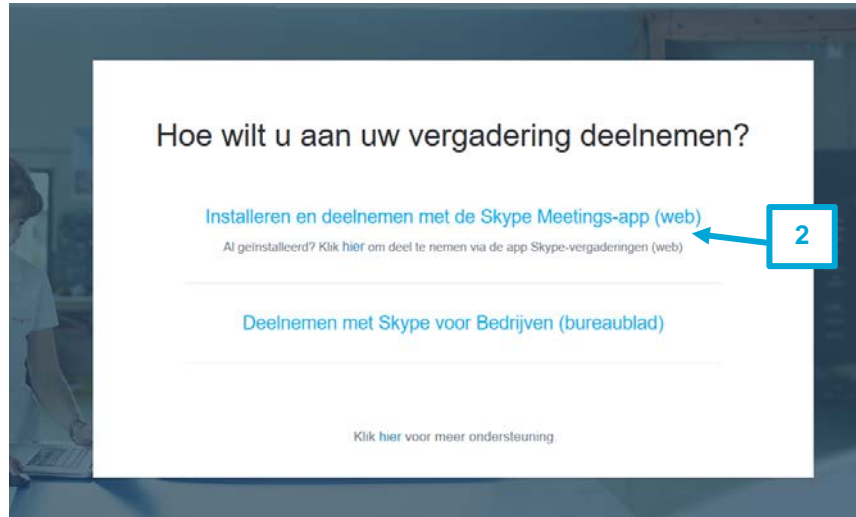 Hoe wilt u aan uw vergadering deelnemen?
Installeren en deelnemen met de Skype Meetings-app (web)
Al geïnstalleerd? Klik hier om deel te nemen via de app Skype-vergaderingen (web)
2
Deelnemen met Skype voor Bedrijven (bureaublad)
Klik hier voor meer ondersteuning.